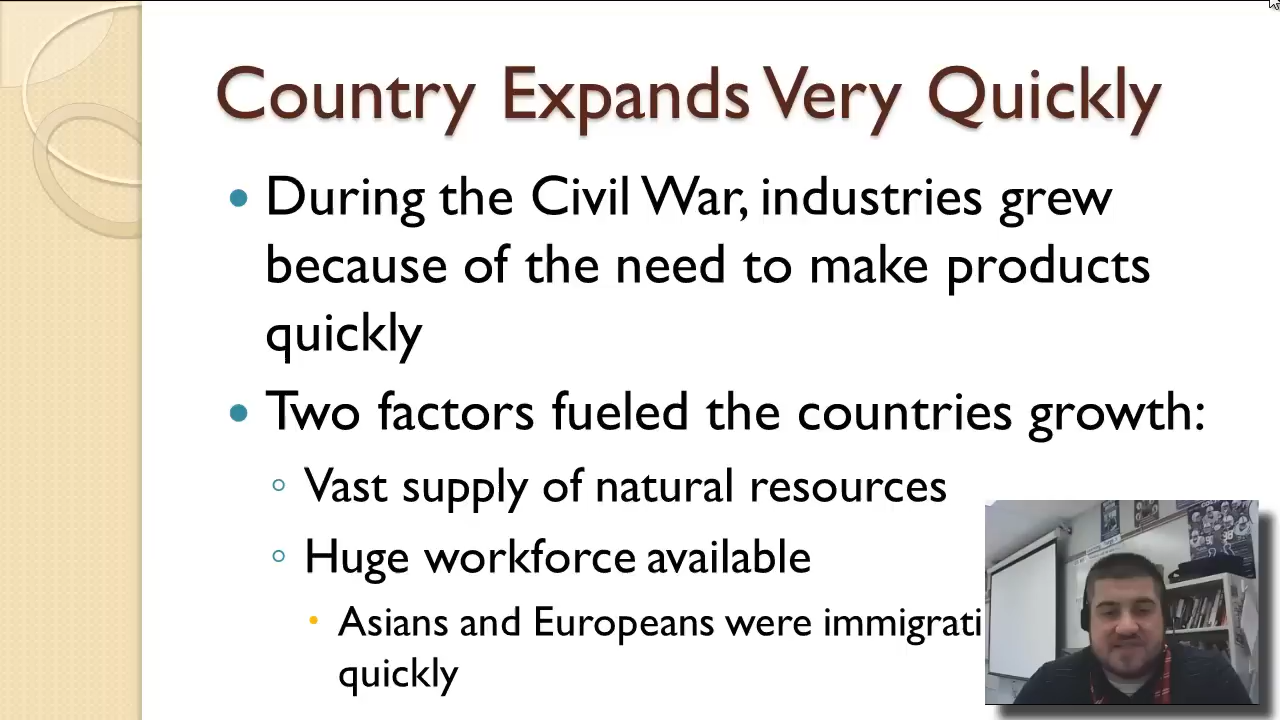 Country Expands Very Quickly
• During the Civil War, industries grew
because of the need to make products
quickly
• Two factors fueled the countries growth:
◦ Vast supply of natural resources
◦ Huge workforce available
• Asians and Europeans were immigrati
quickly